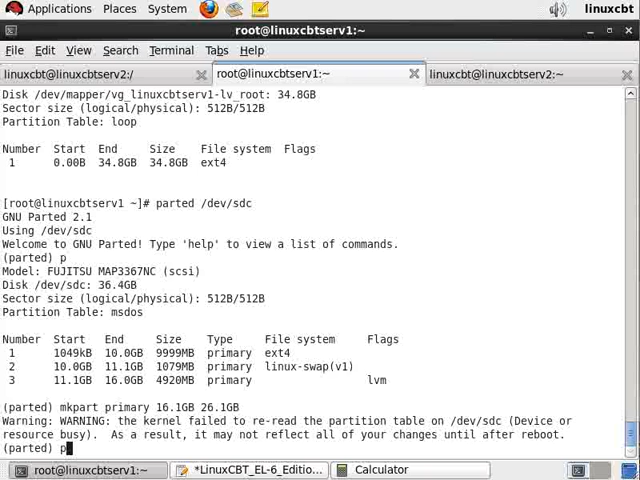 Applications Places System linuxcbt
root@linuxcbtserv1:~
File Edit View Search Terminal Tabs Help
linuxcbt@linuxcbtserv2:/ root@linuxcbtserv1:~ linuxcbt@linuxcbtserv2:~
Disk /dev/mapper/vg_linuxcbtserv1-lv_root: 34.8GB
Sector size (logical/physical): 512B/512B
Partition Table: loop
Number Start End Size File system Flags
1 0.00B 34.8GB 34.8GB ext4
[root@linuxcbtserv1 ~]# parted /dev/sdc
GNU Parted 2.1
Using /dev/sdc
Welcome to GNU Parted! Type 'help' to view a list of commands.
(parted) p
Model: FUJITSU MAP3367NC (scsi)
Disk /dev/sdc: 36.4GB
Sector size (logical/physical): 512B/512B
Partition Table: msdos
Number Start End Size Type File system Flags
1 1049kB 10.0GB 9999MB primary ext4
2 10.0GB 11.1GB 1079MB primary linux-swap(v1)
3 11.1GB 16.0GB 4920MB primary lvm
(parted) mkpart primary 16.1GB 26.1GB
Warning: WARNING: the kernel failed to re-read the partition table on /dev/sdc (Device or
resource busy). As a result, it may not reflect all of your changes until after reboot.
(parted) p
root@linuxcbtserv1:~ *LinuxCBT_EL-6_Editio... Calculator